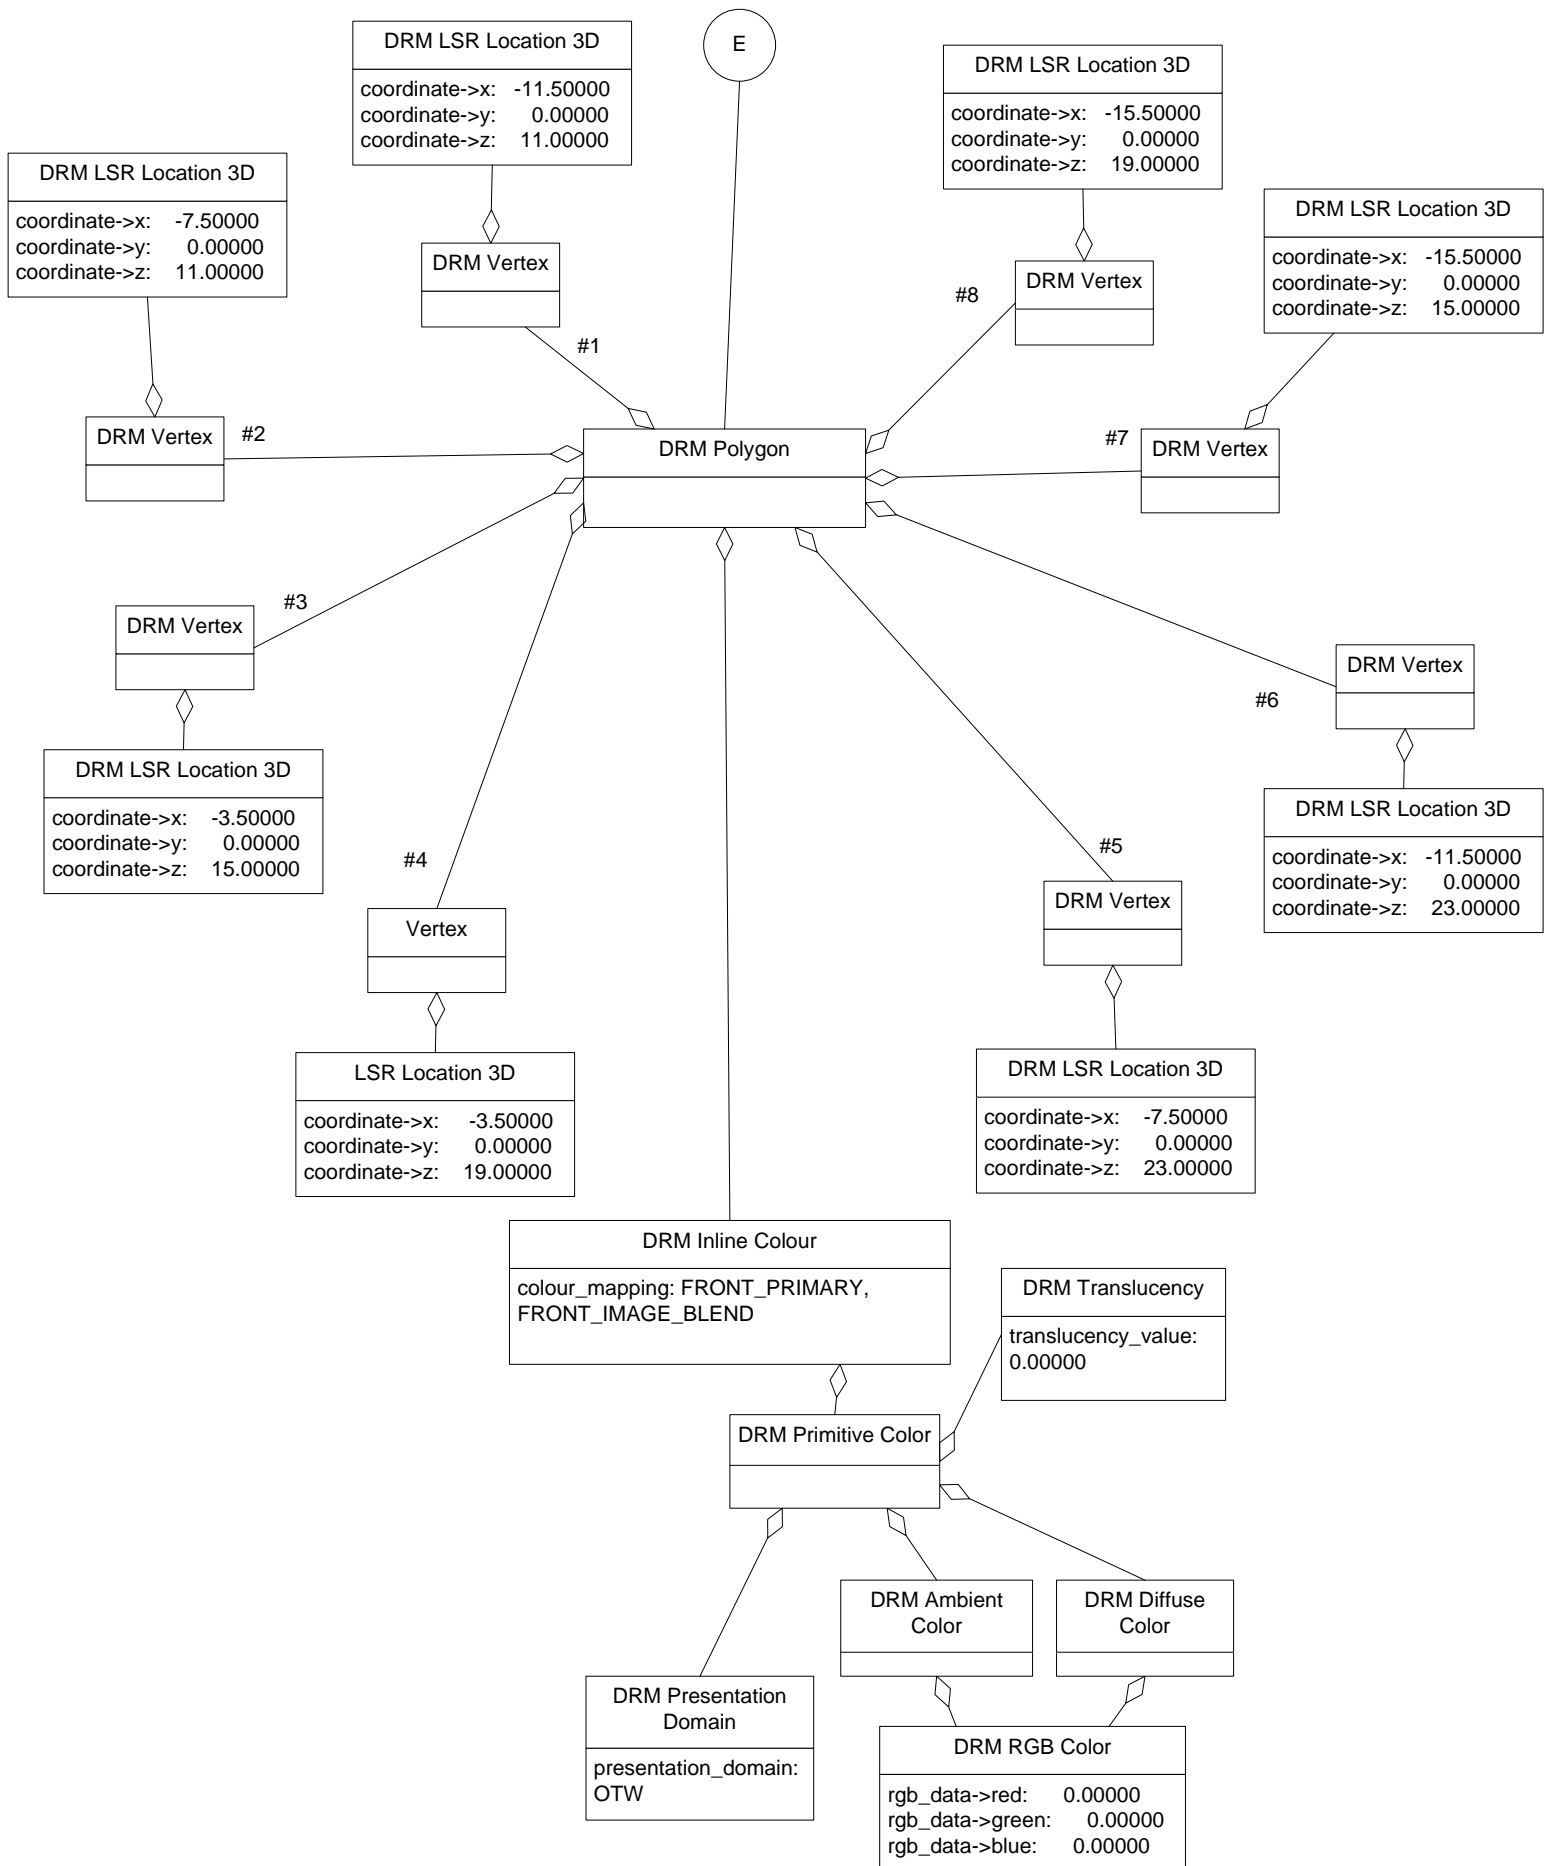 E
DRM LSR Location 3D
coordinate->x: -11.50000
coordinate->y: 0.00000
coordinate->z: 11.00000
DRM LSR Location 3D
coordinate->x: -15.50000
coordinate->y: 0.00000
coordinate->z: 19.00000
DRM LSR Location 3D
coordinate->x: -7.50000
coordinate->y: 0.00000
coordinate->z: 11.00000
DRM LSR Location 3D
coordinate->x: -15.50000
coordinate->y: 0.00000
coordinate->z: 15.00000
DRM Vertex
DRM Vertex
#8
#1
DRM Vertex
#2
DRM Polygon
#7
DRM Vertex
#3
DRM Vertex
DRM Vertex
#6
DRM LSR Location 3D
coordinate->x: -3.50000
coordinate->y: 0.00000
coordinate->z: 15.00000
DRM LSR Location 3D
coordinate->x: -11.50000
coordinate->y: 0.00000
coordinate->z: 23.00000
#4
#5
Vertex
DRM Vertex
LSR Location 3D
coordinate->x: -3.50000
coordinate->y: 0.00000
coordinate->z: 19.00000
DRM LSR Location 3D
coordinate->x: -7.50000
coordinate->y: 0.00000
coordinate->z: 23.00000
DRM Inline Colour
colour_mapping: FRONT_PRIMARY,
FRONT_IMAGE_BLEND
DRM Translucency
translucency_value:
0.00000
DRM Primitive Color
DRM Ambient
Color
DRM Diffuse
Color
DRM Presentation
Domain
presentation_domain:
OTW
DRM RGB Color
rgb_data->red: 0.00000
rgb_data->green: 0.00000
rgb_data->blue: 0.00000